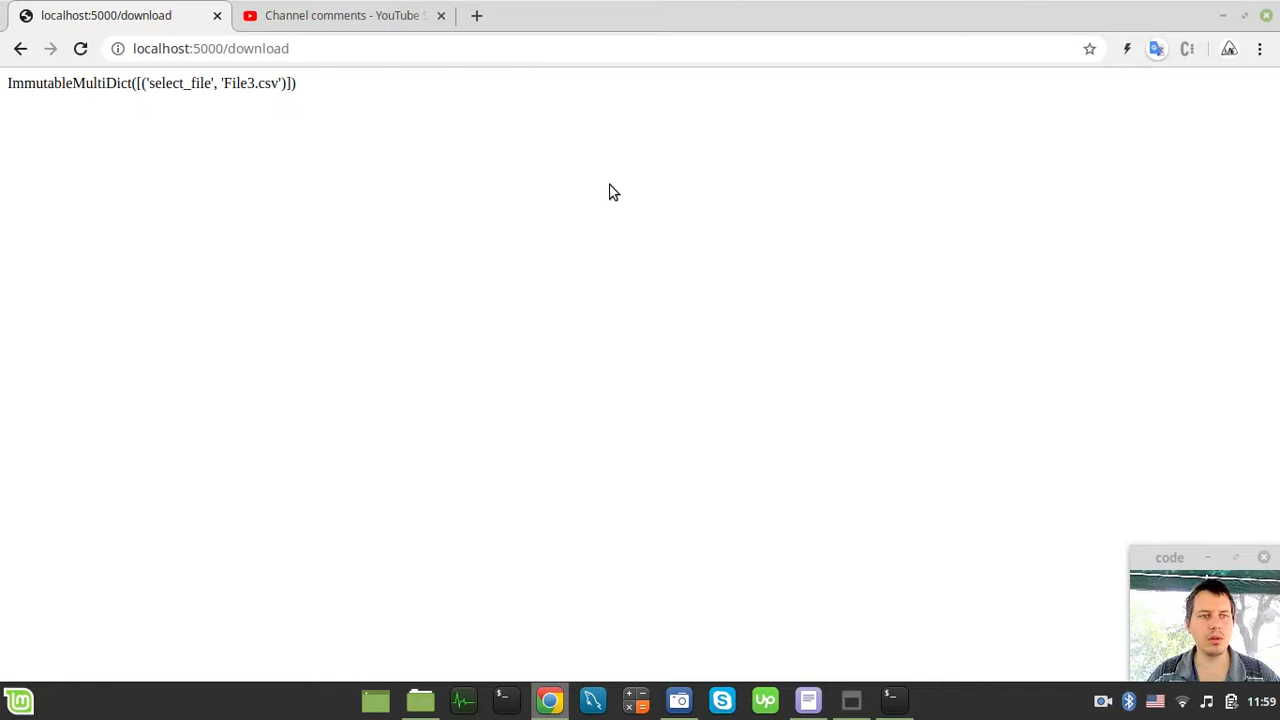 localhost:5000/download
Channel comments - YouTube S
localhost:5000/download
ImmutableMultiDict([('select_file', 'File3.csv')])
code
11:59